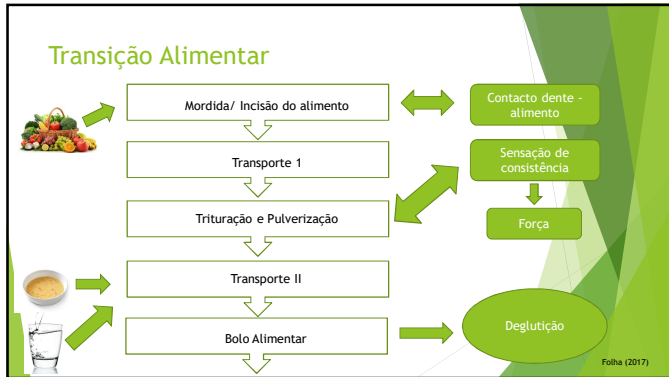 Transição Alimentar
Mordida/ Incisão do alimento
Contacto dente -
alimento
Transporte 1
Sensação de
consistência
Trituração e Pulverização
Força
Transporte II
Bolo Alimentar
Deglutição
Folha (2017)